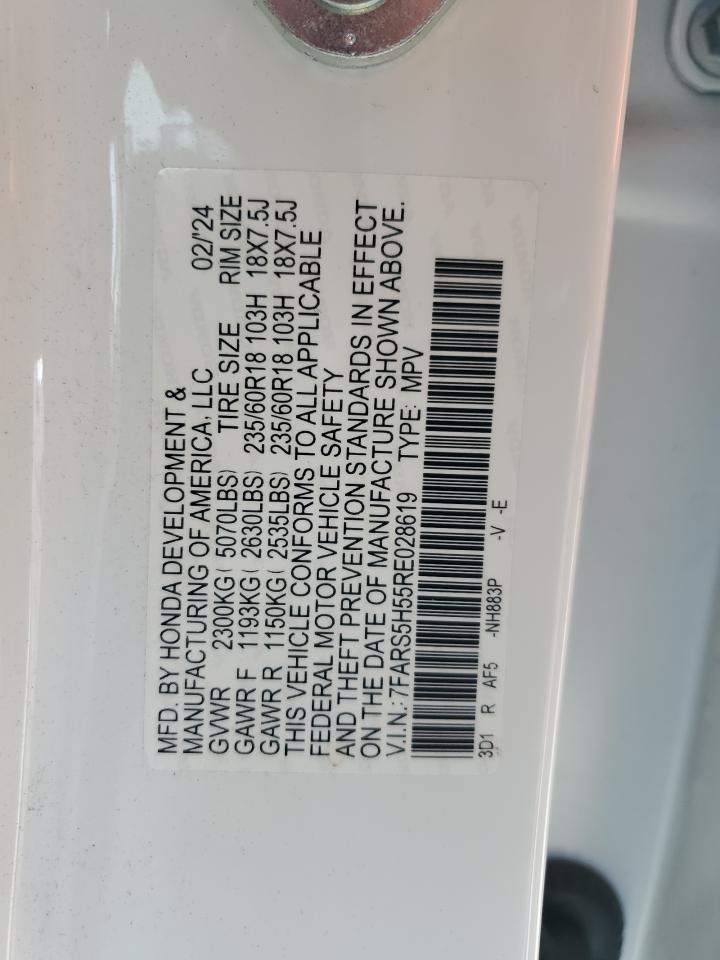 MFD. BY HONDA DEVELOPMENT &
MANUFACTURING OF AMERICA, LLC 02/'24
GVWR 2300KG( 5070LBS) TIRE SIZE RIM SIZE
GAWR F 1193KG( 2630LBS) 235/60R18 103H 18X7.5J
GAWR R 1150KG( 2535LBS) 235/60R18 103H 18X7.5J
THIS VEHICLE CONFORMS TO ALL APPLICABLE
FEDERAL MOTOR VEHICLE SAFETY
AND THEFT PREVENTION STANDARDS IN EFFECT
ON THE DATE OF MANUFACTURE SHOWN ABOVE.
V.I.N.: 7FARS5H55RE028619 TYPE: MPV
3D1 R AF5 -NH883P -V -E